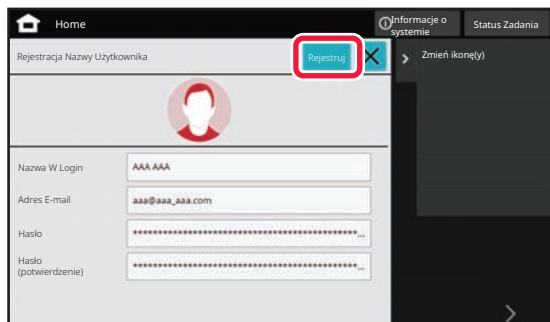 Home
Informacje o
systemie
Status Zadania
Rejestracja Nazwy Użytkownika
Rejestruj
Zmień ikonę(y)
Nazwa W Login
AAA AAA
Adres E-mail
aaa@aaa_aaa.com
Hasło
**********************************************...
Hasło
(potwierdzenie)
**********************************************...